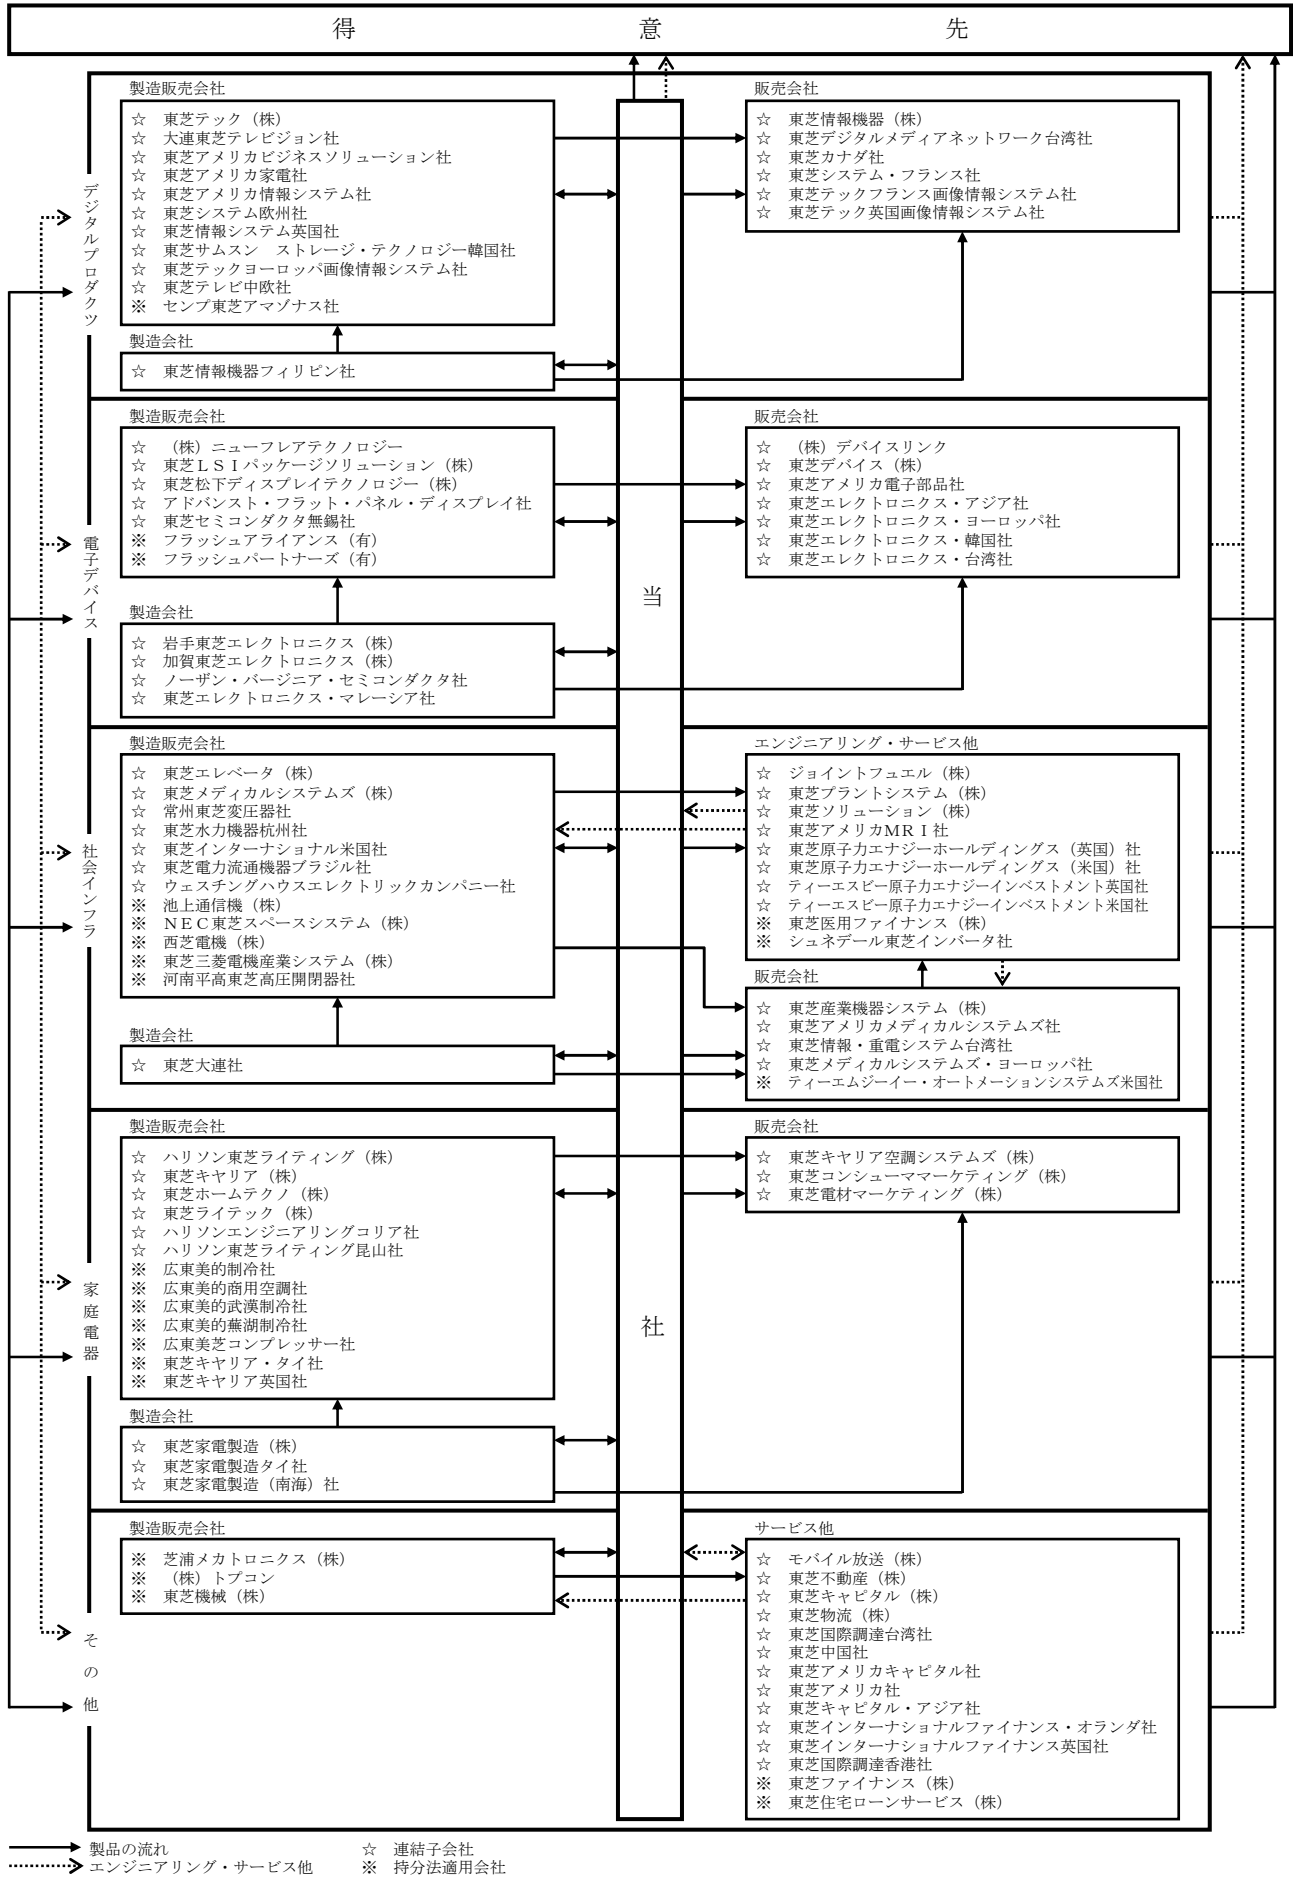 得意先
デジタルプロダクツ
製造販売会社
☆　東芝テック（株）
☆　大連東芝テレビジョン社
☆　東芝アメリカビジネスソリューション社
☆　東芝アメリカ家電社
☆　東芝アメリカ情報システム社
☆　東芝システム欧州社
☆　東芝情報システム英国社
☆　東芝サムスン　ストレージ・テクノロジー韓国社
☆　東芝テックヨーロッパ画像情報システム社
☆　東芝テレビ中欧社
※　センプ東芝アマゾナス社
製造会社
☆　東芝情報機器フィリピン社
販売会社
☆　東芝情報機器（株）
☆　東芝デジタルメディアネットワーク台湾社
☆　東芝カナダ社
☆　東芝システム・フランス社
☆　東芝テックフランス画像情報システム社
☆　東芝テック英国画像情報システム社
当社
電子デバイス
製造販売会社
☆　（株）ニューフレアテクノロジー
☆　東芝ＬＳＩパッケージソリューション（株）
☆　東芝松下ディスプレイテクノロジー（株）
☆　アドバンスト・フラット・パネル・ディスプレイ社
☆　東芝セミコンダクタ無錫社
※　フラッシュアライアンス（有）
※　フラッシュパートナーズ（有）
製造会社
☆　岩手東芝エレクトロニクス（株）
☆　加賀東芝エレクトロニクス（株）
☆　ノーザン・バージニア・セミコンダクタ社
☆　東芝エレクトロニクス・マレーシア社
販売会社
☆　（株）デバイスリンク
☆　東芝デバイス（株）
☆　東芝アメリカ電子部品社
☆　東芝エレクトロニクス・アジア社
☆　東芝エレクトロニクス・ヨーロッパ社
☆　東芝エレクトロニクス・韓国社
☆　東芝エレクトロニクス・台湾社
社会インフラ
製造販売会社
☆　東芝エレベータ（株）
☆　東芝メディカルシステムズ（株）
☆　常州東芝変圧器社
☆　東芝水力機器杭州社
☆　東芝インターナショナル米国社
☆　東芝電力流通機器ブラジル社
☆　ウェスチングハウスエレクトリックカンパニー社
※　池上通信機（株）
※　ＮＥＣ東芝スペースシステム（株）
※　西芝電機（株）
※　東芝三菱電機産業システム（株）
※　河南平高東芝高圧開閉器社
製造会社
☆　東芝大連社
エンジニアリング・サービス他
☆　ジョイントフュエル（株）
☆　東芝プラントシステム（株）
☆　東芝ソリューション（株）
☆　東芝アメリカＭＲＩ社
☆　東芝原子力エナジーホールディングス（英国）社
☆　東芝原子力エナジーホールディングス（米国）社
☆　ティーエスビー原子力エナジーインベストメント英国社
☆　ティーエスビー原子力エナジーインベストメント米国社
※　東芝医用ファイナンス（株）
※　シュネデール東芝インバータ社
販売会社
☆　東芝産業機器システム（株）
☆　東芝アメリカメディカルシステムズ社
☆　東芝情報・重電システム台湾社
☆　東芝メディカルシステムズ・ヨーロッパ社
※　ティーエムジーイー・オートメーションシステムズ米国社
家庭電器
製造販売会社
☆　ハリソン東芝ライティング（株）
☆　東芝キヤリア（株）
☆　東芝ホームテクノ（株）
☆　東芝ライテック（株）
☆　ハリソンエンジニアリングコリア社
☆　ハリソン東芝ライティング昆山社
※　広東美的制冷社
※　広東美的商用空調社
※　広東美的武漢制冷社
※　広東美的蕪湖制冷社
※　広東美芝コンプレッサー社
※　東芝キヤリア・タイ社
※　東芝キヤリア英国社
製造会社
☆　東芝家電製造（株）
☆　東芝家電製造タイ社
☆　東芝家電製造（南海）社
販売会社
☆　東芝キヤリア空調システムズ（株）
☆　東芝コンシューママーケティング（株）
☆　東芝電材マーケティング（株）
その他
製造販売会社
※　芝浦メカトロニクス（株）
※　（株）トプコン
※　東芝機械（株）
サービス他
☆　モバイル放送（株）
☆　東芝不動産（株）
☆　東芝キャピタル（株）
☆　東芝物流（株）
☆　東芝国際調達台湾社
☆　東芝中国社
☆　東芝アメリカキャピタル社
☆　東芝アメリカ社
☆　東芝キャピタル・アジア社
☆　東芝インターナショナルファイナンス・オランダ社
☆　東芝インターナショナルファイナンス英国社
☆　東芝国際調達香港社
※　東芝ファイナンス（株）
※　東芝住宅ローンサービス（株）
製品の流れ　☆　連結子会社
エンジニアリング・サービス他　※　持分法適用会社